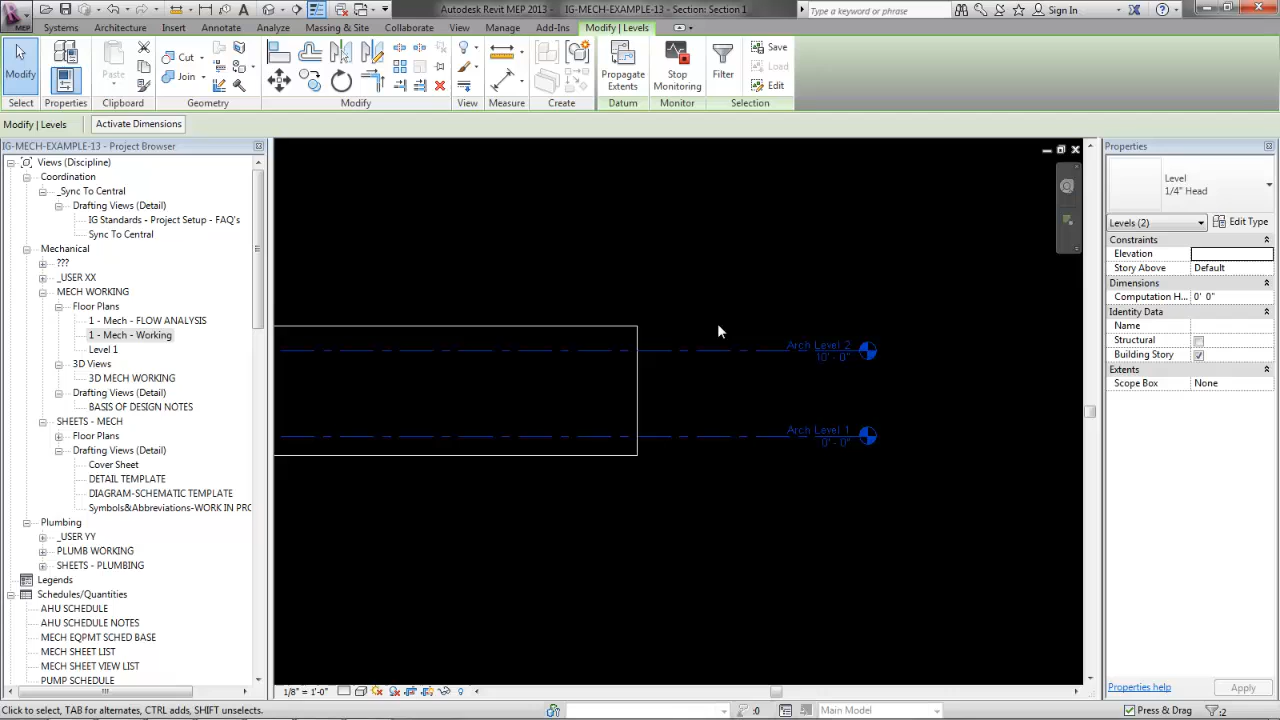 Autodesk Revit MEP 2013 - IG-MECH-EXAMPLE-13 - Section: Section 1
Type a keyword or phrase
Sign In
MEP
Systems Architecture Insert Annotate Analyze Massing & Site Collaborate View Manage Add-Ins Modify | Levels
Modify
Paste
Cut
Join
Propagate Extents
Stop Monitoring
Filter
Save
Load
Edit
Select Properties Clipboard Geometry Modify View Measure Create Datum Monitor Selection
Modify | Levels Activate Dimensions
IG-MECH-EXAMPLE-13 - Project Browser
Views (Discipline)
Coordination
_Sync To Central
Drafting Views (Detail)
IG Standards - Project Setup - FAQ's
Sync To Central
Mechanical
???
_USER XX
MECH WORKING
Floor Plans
1 - Mech - FLOW ANALYSIS
1 - Mech - Working
Level 1
3D Views
3D MECH WORKING
Drafting Views (Detail)
BASIS OF DESIGN NOTES
SHEETS - MECH
Floor Plans
Drafting Views (Detail)
Cover Sheet
DETAIL TEMPLATE
DIAGRAM-SCHEMATIC TEMPLATE
Symbols&Abbreviations-WORK IN PRO
Plumbing
_USER YY
PLUMB WORKING
SHEETS - PLUMBING
Legends
Schedules/Quantities
AHU SCHEDULE
AHU SCHEDULE NOTES
MECH EQPMT SCHED BASE
MECH SHEET LIST
MECH SHEET VIEW LIST
PUMP SCHEDULE
Arch Level 2
10' - 0"
Arch Level 1
0' - 0"
Properties
Level
1/4" Head
Levels (2)
Edit Type
Constraints
Elevation
Story Above Default
Dimensions
Computation H... 0' 0"
Identity Data
Name
Structural
Building Story
Extents
Scope Box None
Properties help
Apply
1/8" = 1'-0"
Click to select, TAB for alternates, CTRL adds, SHIFT unselects.
:0
Main Model
Press & Drag
:2